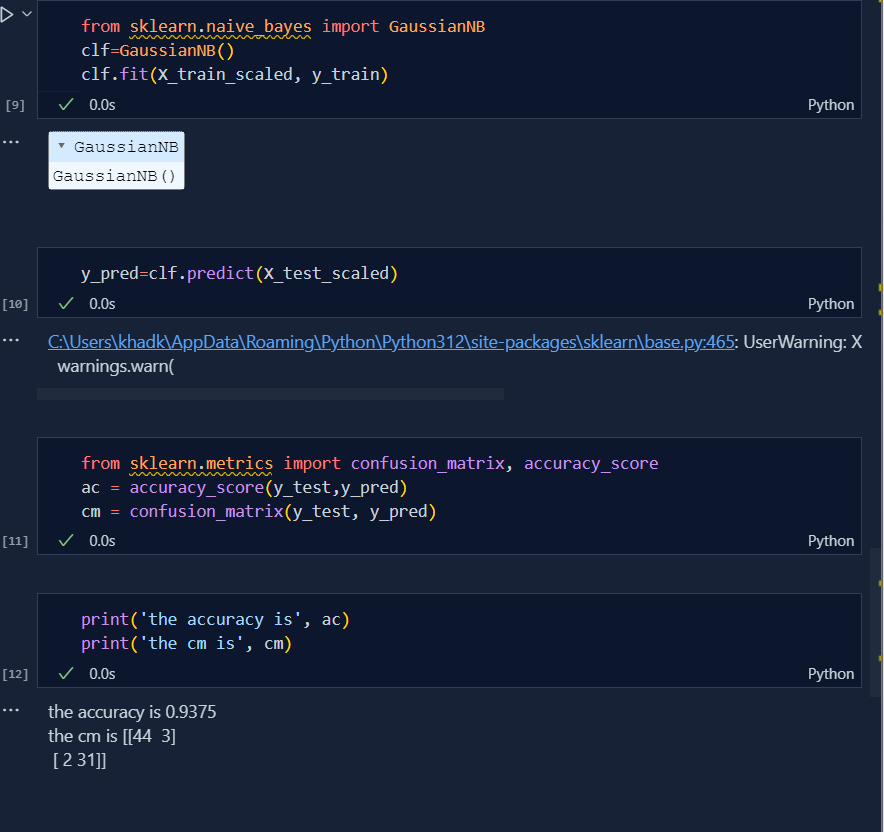 from sklearn.naive_bayes import GaussianNB
clf=GaussianNB()
clf.fit(X_train_scaled, y_train)
[9]
0.0s
Python
GaussianNB
GaussianNB()
y_pred=clf.predict(X_test_scaled)
[10]
0.0s
Python
C:\Users\khadk\AppData\Roaming\Python\Python312\site-packages\sklearn\base.py:465: UserWarning: X
warnings.warn(
from sklearn.metrics import confusion_matrix, accuracy_score
ac = accuracy_score(y_test,y_pred)
cm = confusion_matrix(y_test, y_pred)
[11]
0.0s
Python
print('the accuracy is', ac)
print('the cm is', cm)
[12]
0.0s
Python
the accuracy is 0.9375
the cm is [[44  3]
[ 2 31]]